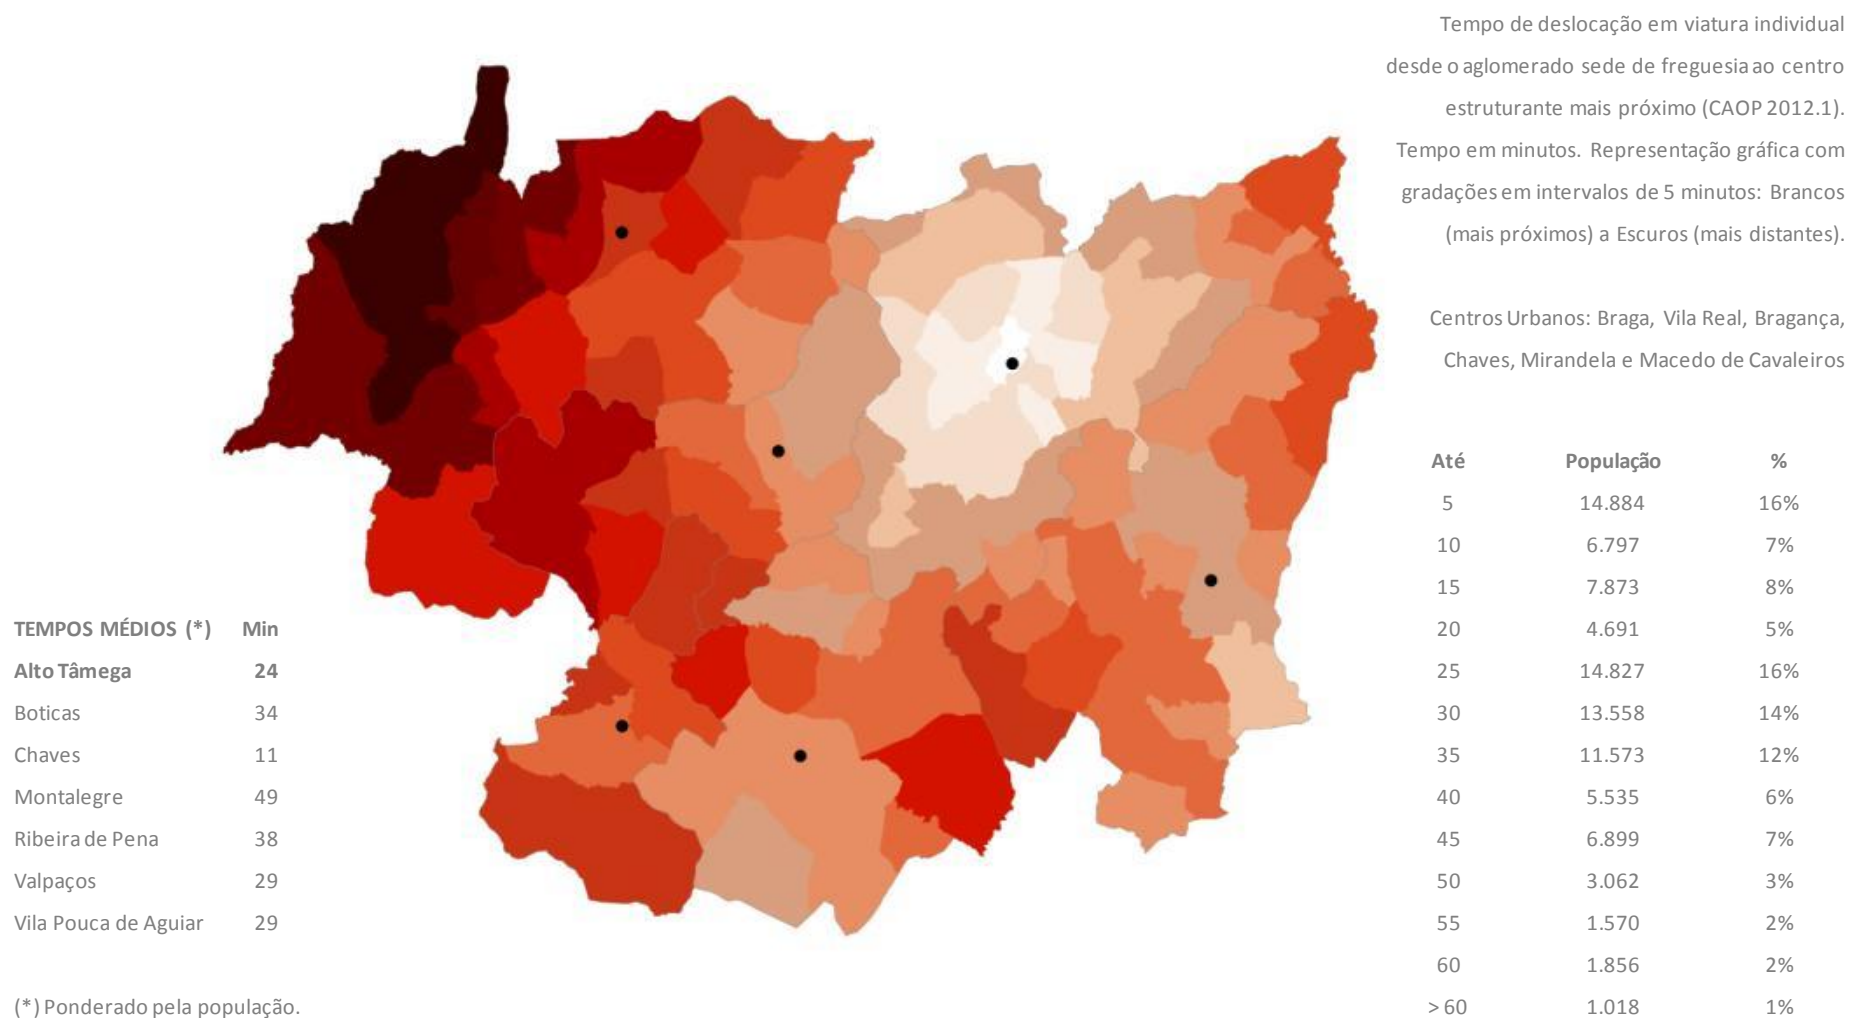 Tempo de deslocação em viatura individual
desde o aglomerado sede de freguesia ao centro
estruturante mais próximo (CAOP 2012.1).
Tempo em minutos. Representação gráfica com
gradações em intervalos de 5 minutos: Brancos
(mais próximos) a Escuros (mais distantes).
Centros Urbanos: Braga, Vila Real, Bragança,
Chaves, Mirandela e Macedo de Cavaleiros
Até População %
5 14.884 16%
10 6.797 7%
15 7.873 8%
20 4.691 5%
25 14.827 16%
30 13.558 14%
35 11.573 12%
40 5.535 6%
45 6.899 7%
50 3.062 3%
55 1.570 2%
60 1.856 2%
> 60 1.018 1%
TEMPOS MÉDIOS (*) Min
Alto Tâmega 24
Boticas 34
Chaves 11
Montalegre 49
Ribeira de Pena 38
Valpaços 29
Vila Pouca de Aguiar 29
(*) Ponderado pela população.